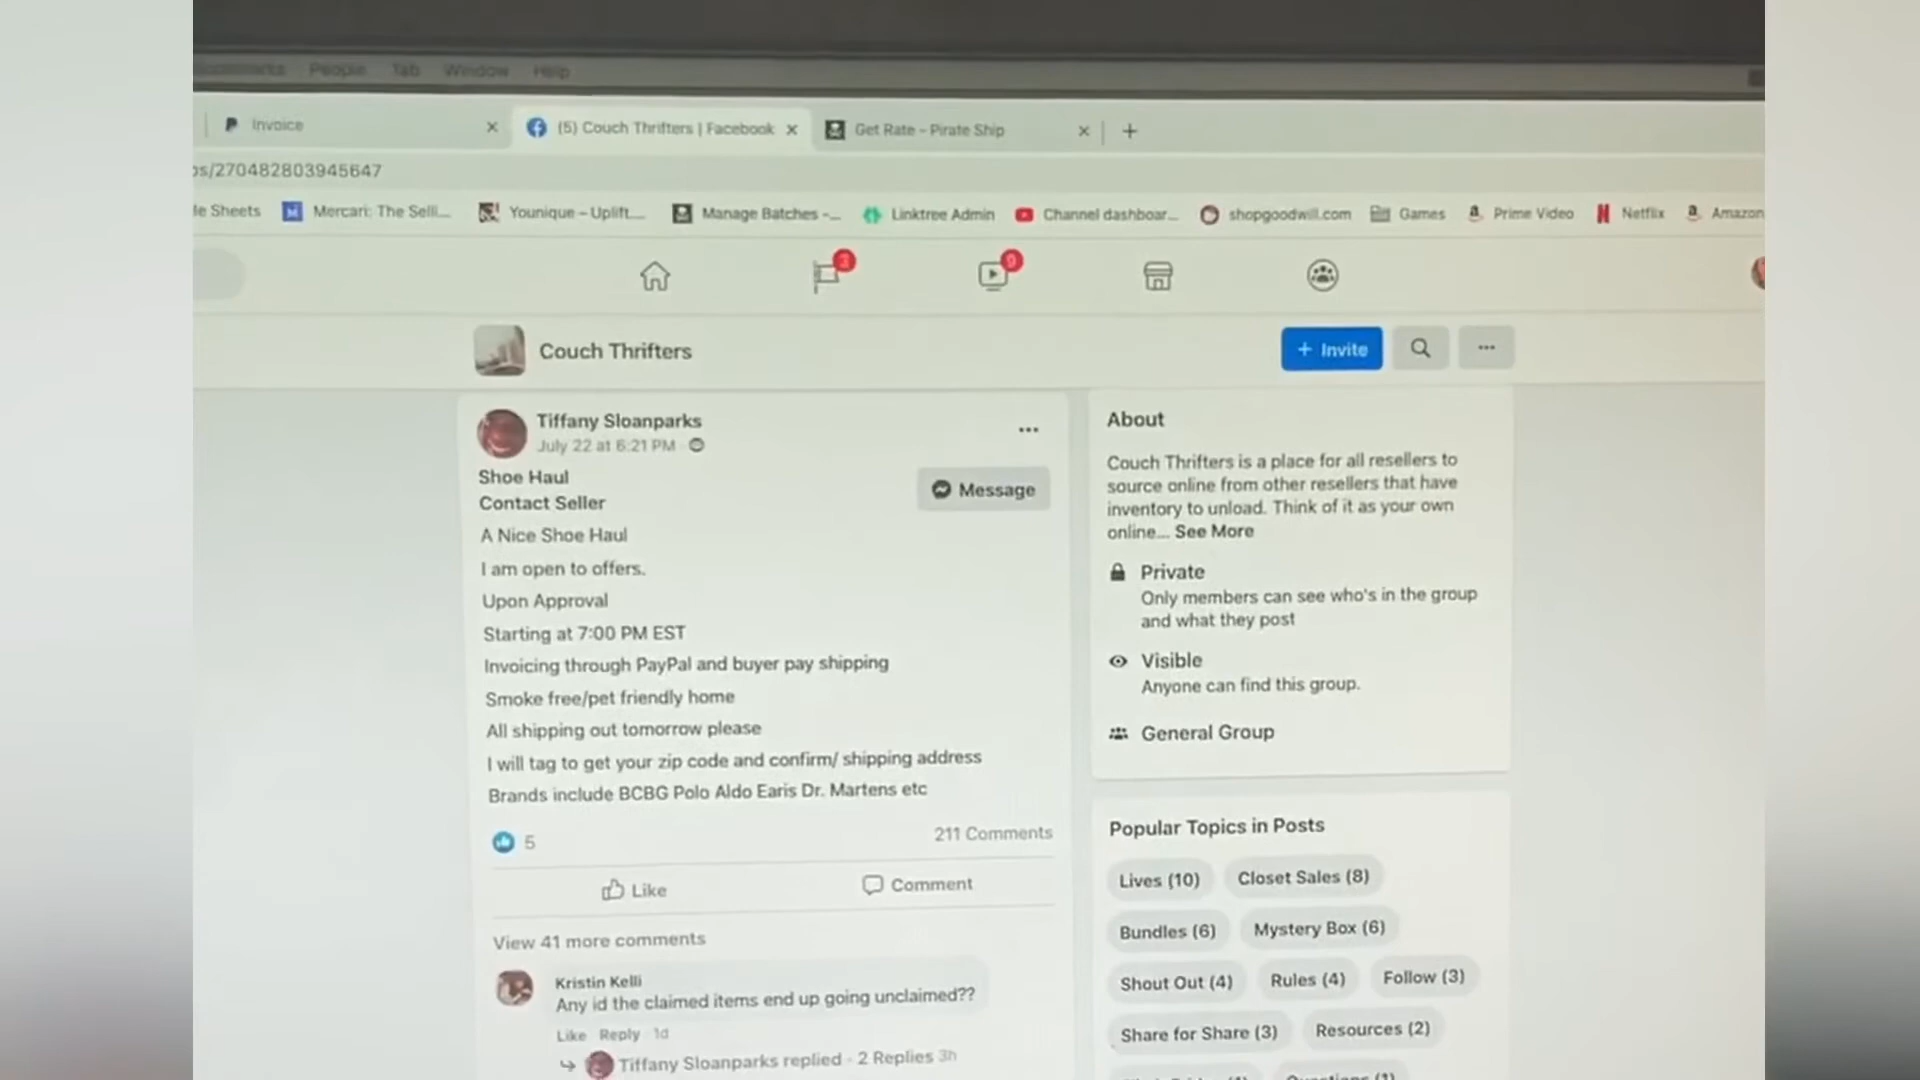 People Tab Window Help
Invoice
(5) Couch Thrifters | Facebook
Get Rate - Pirate Ship
os/270482803945647
le Sheets
Mercari: The Selli...
Younique – Uplift....
Manage Batches -...
Linktree Admin
Channel dashboar...
shopgoodwill.com
Games
Prime Video
Netflix
Amazon
3
9
Couch Thrifters
+ Invite
Tiffany Sloanparks
July 22 at 6:21 PM
Shoe Haul
Contact Seller
Message
A Nice Shoe Haul
I am open to offers.
Upon Approval
Starting at 7:00 PM EST
Invoicing through PayPal and buyer pay shipping
Smoke free/pet friendly home
All shipping out tomorrow please
I will tag to get your zip code and confirm/ shipping address
Brands include BCBG Polo Aldo Earis Dr. Martens etc
5
211 Comments
Like
Comment
View 41 more comments
Kristin Kelli
Any id the claimed items end up going unclaimed??
Like Reply 1d
Tiffany Sloanparks replied · 2 Replies 3h
About
Couch Thrifters is a place for all resellers to
source online from other resellers that have
inventory to unload. Think of it as your own
online... See More
Private
Only members can see who's in the group
and what they post
Visible
Anyone can find this group.
General Group
Popular Topics in Posts
Lives (10)
Closet Sales (8)
Bundles (6)
Mystery Box (6)
Shout Out (4)
Rules (4)
Follow (3)
Share for Share (3)
Resources (2)